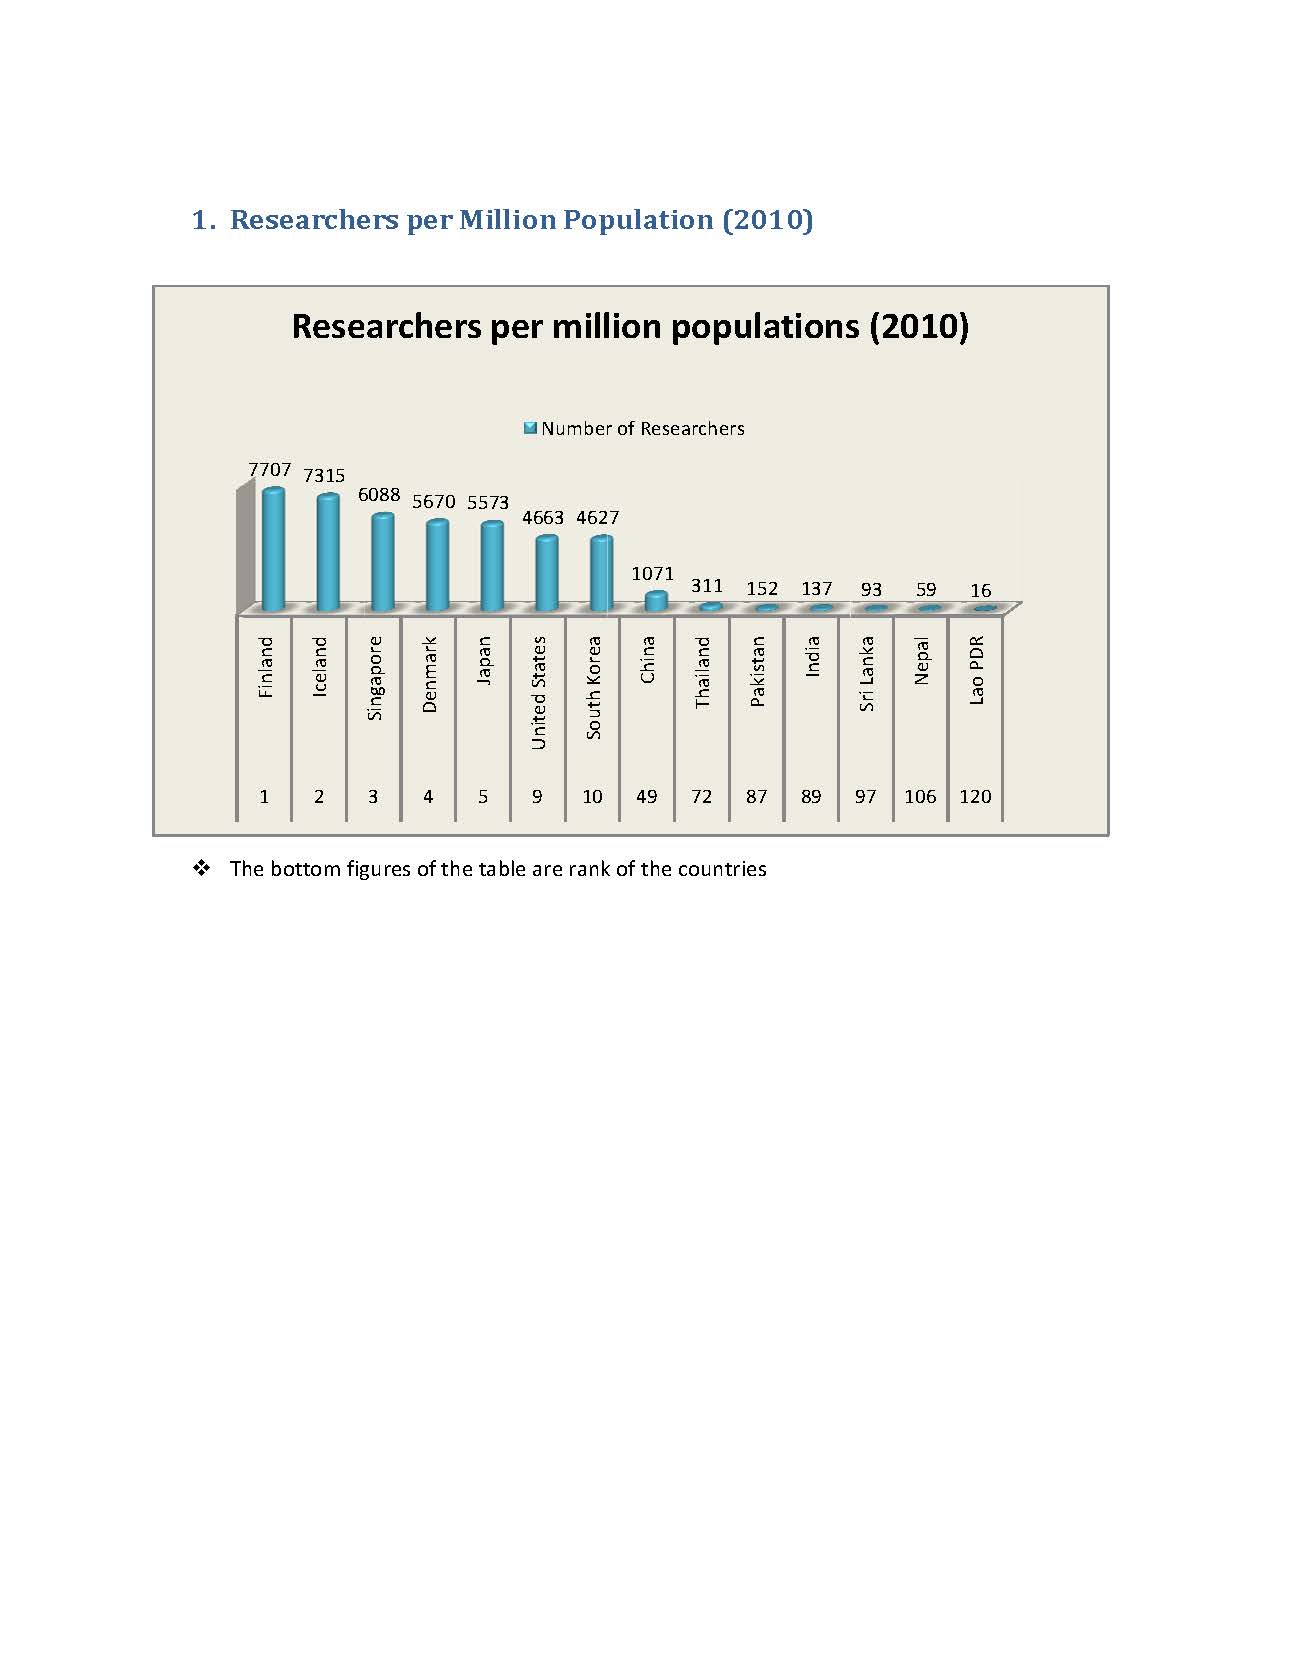 1. Researchers per Million Population (2010)
Researchers per million populations (2010)
Number of Researchers
7707 7315 6088 5670 5573 4663 4627 1071 311 152 137 93 59 16
Finland Iceland Singapore Denmark Japan United States South Korea China Thailand Pakistan India Sri Lanka Nepal Lao PDR
1 2 3 4 5 9 10 49 72 87 89 97 106 120
❖ The bottom figures of the table are rank of the countries